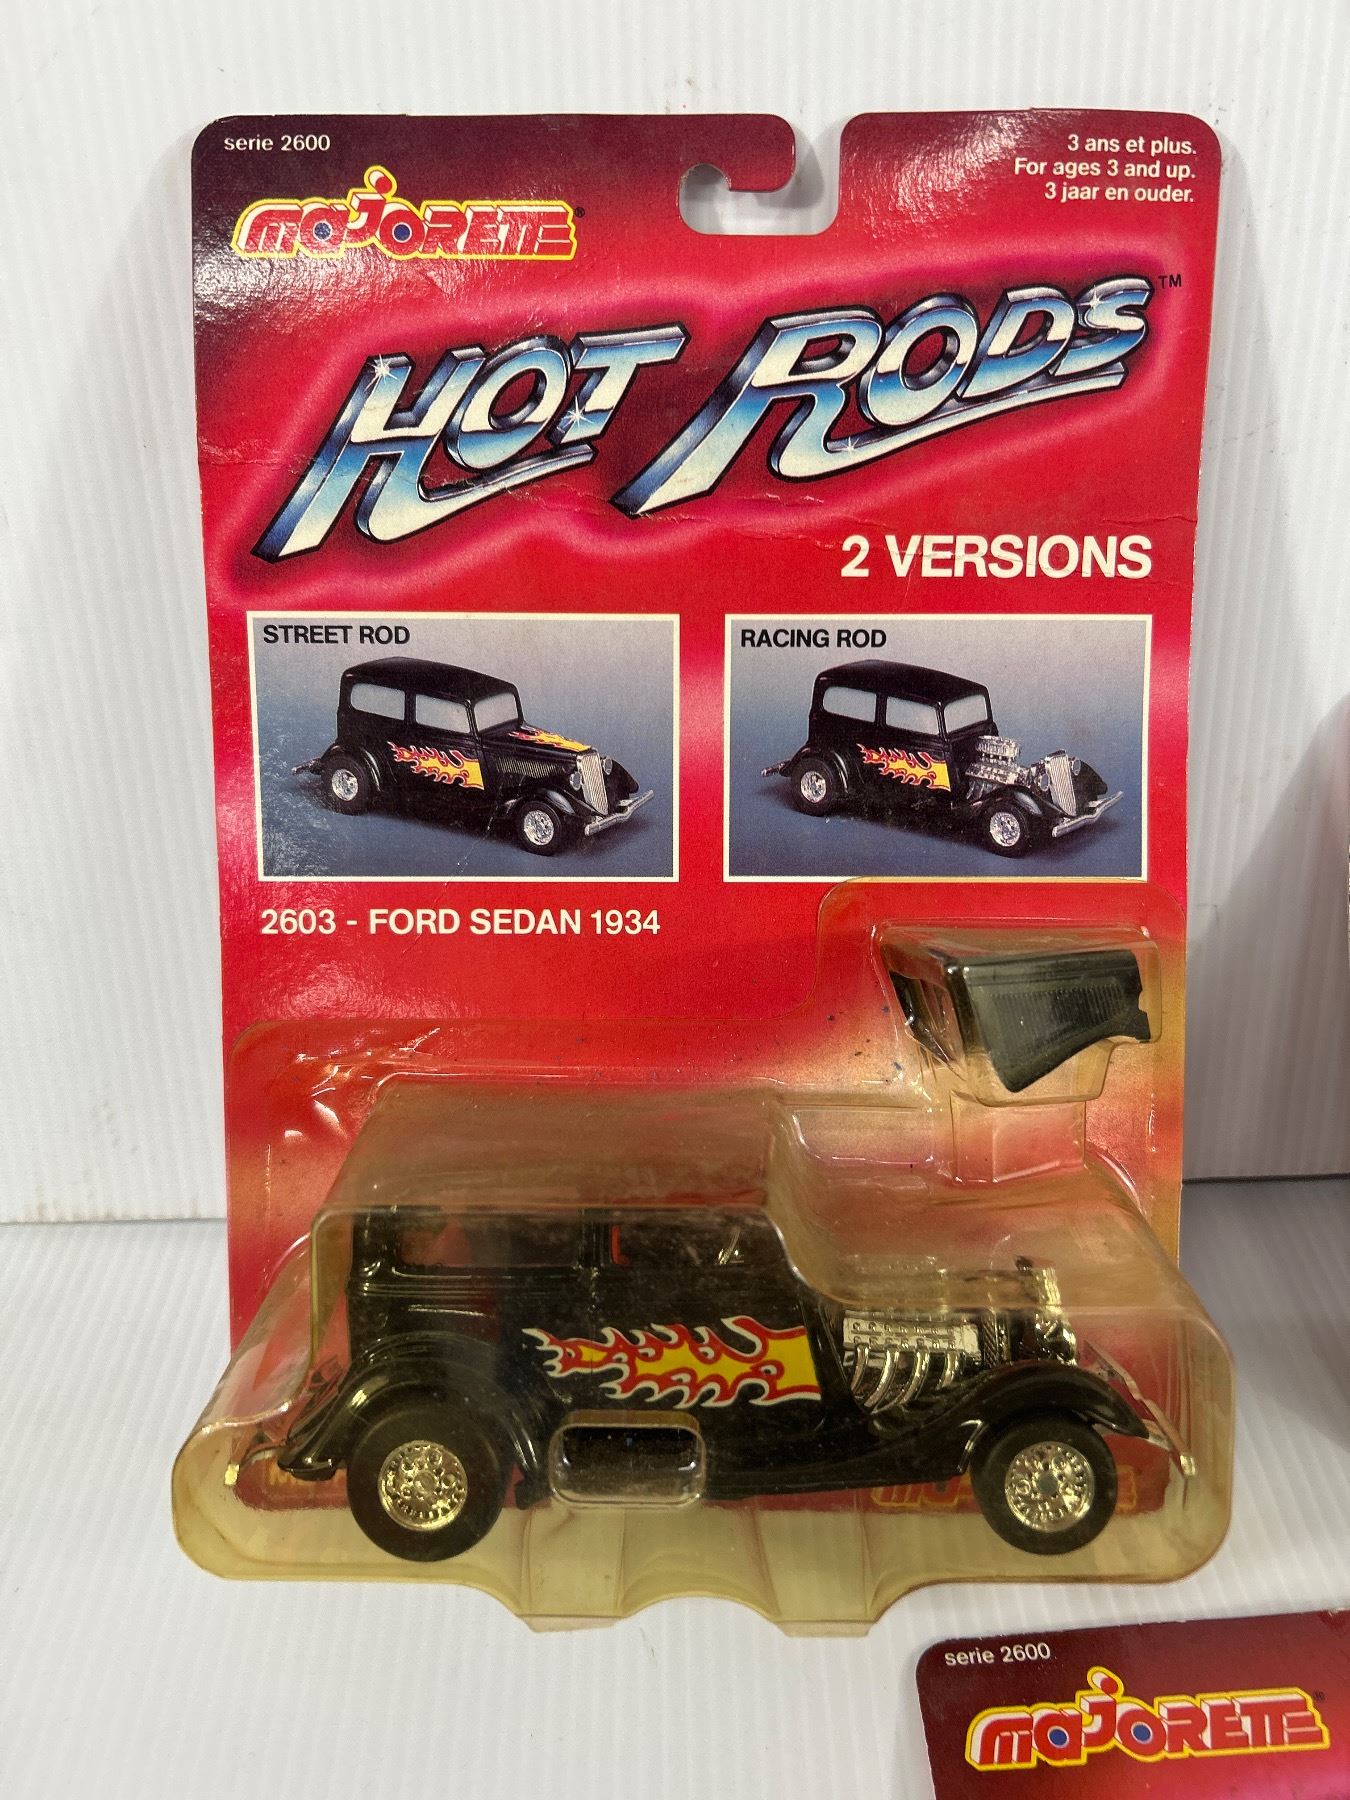 serie 2600
MAJORETTE®
3 ans et plus.
For ages 3 and up.
3 jaar en ouder.
HOT RODS™
2 VERSIONS
STREET ROD
RACING ROD
2603 - FORD SEDAN 1934
serie 2600
MAJORETTE®